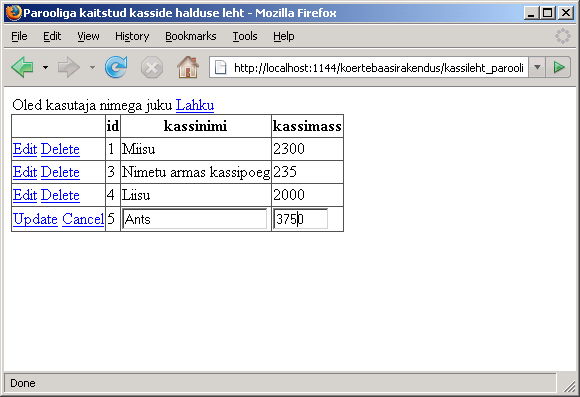 Parooliga kaitstud kasside halduse leht - Mozilla Firefox
File Edit View History Bookmarks Tools Help
http://localhost:1144/koertebaasirakendus/kassileht_parooli
Oled kasutaja nimega juku Lahku
id kassinimi kassimass
Edit Delete 1 Miisu 2300
Edit Delete 3 Nimetu armas kassipoeg 235
Edit Delete 4 Liisu 2000
Update Cancel 5 Ants 3750
Done